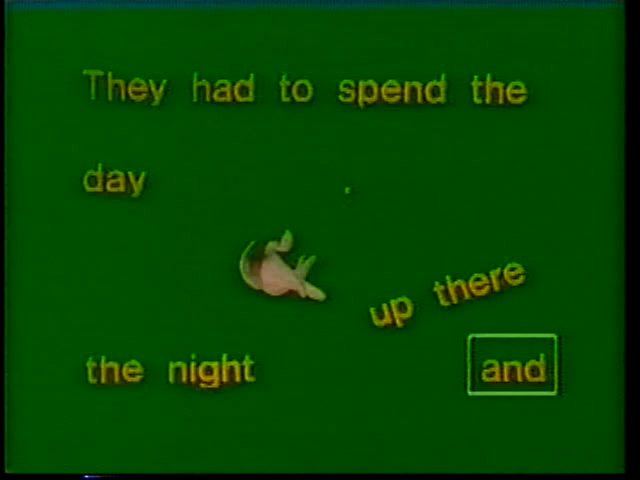 They had to spend the
day
up there
the night
and